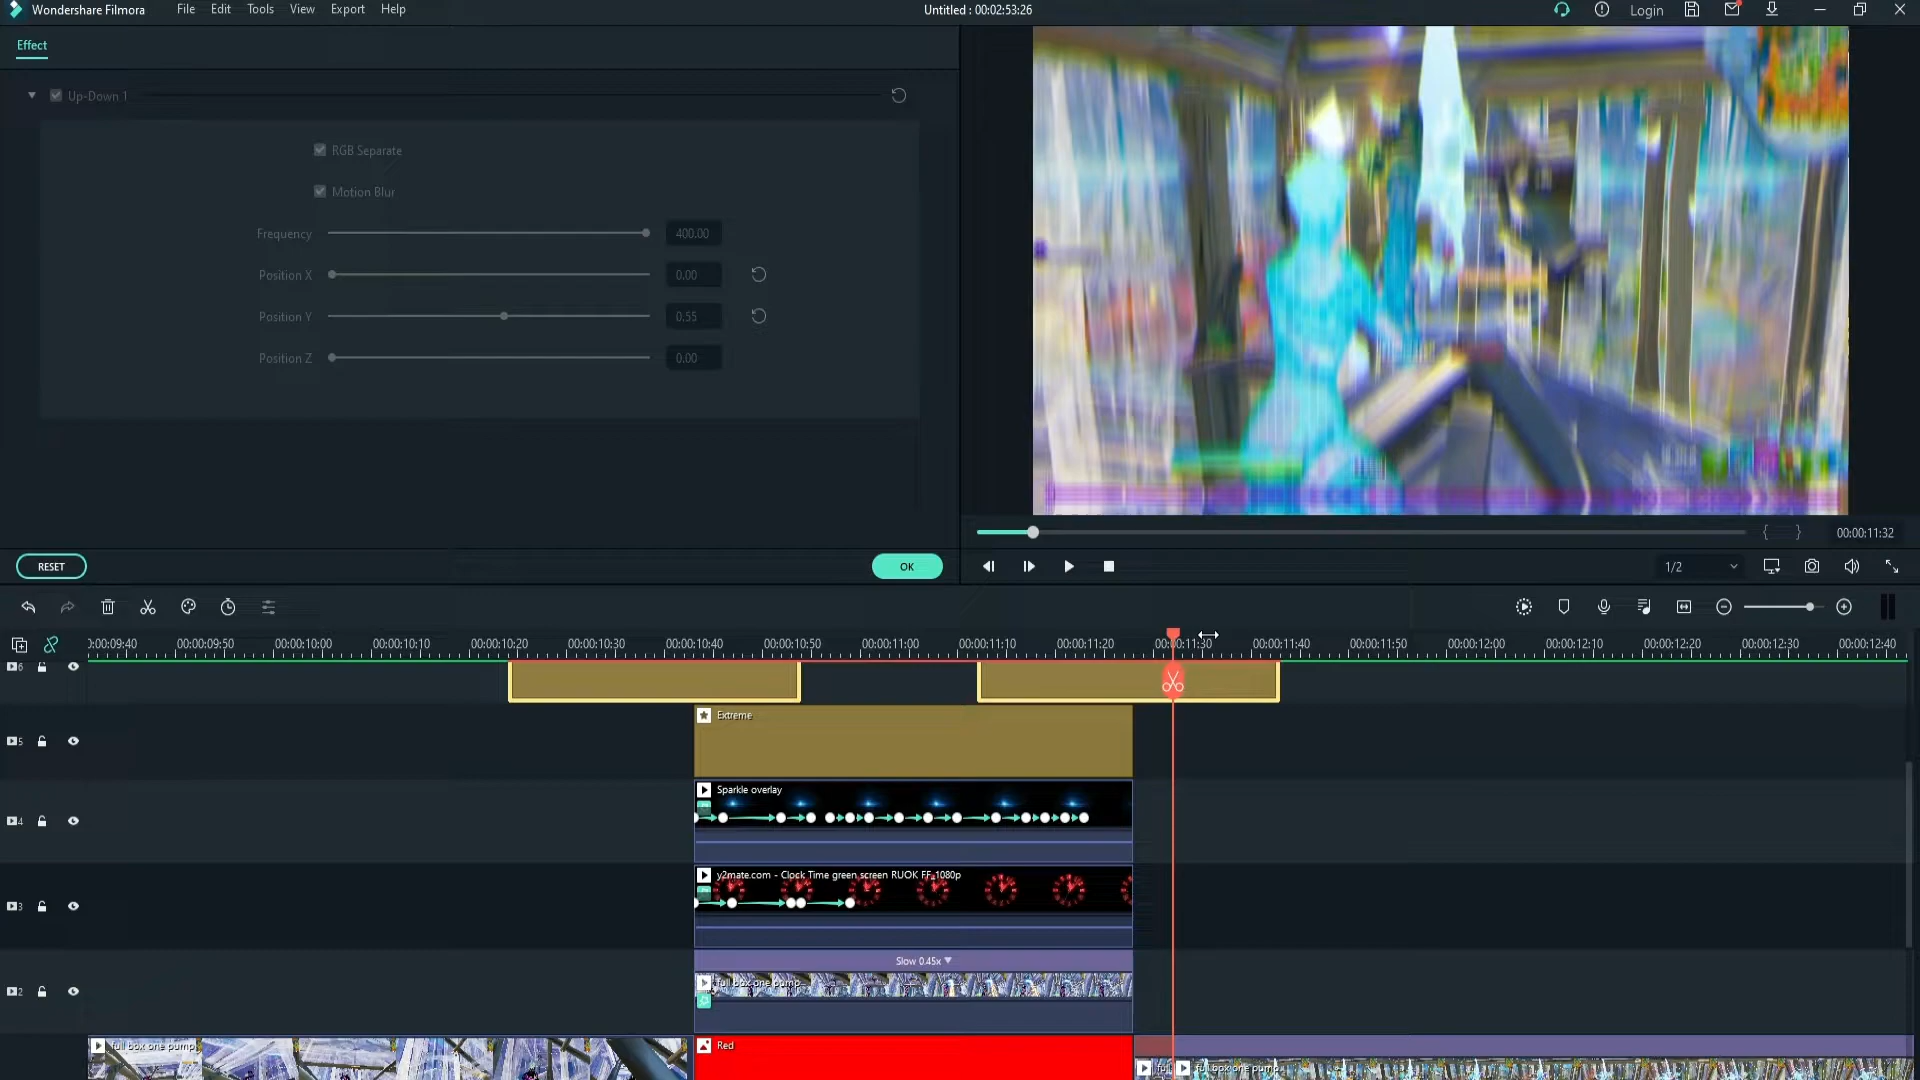 Wondershare Filmora File Edit Tools View Export Help Untitled : 00:02:53:26 Login
Effect
Up-Down 1
RGB Separate
Motion Blur
Frequency 400.00
Position X 0.00
Position Y 0.55
Position Z 0.00
00:00:11:32
RESET OK 1/2
0:00:09:40 00:00:09:50 00:00:10:00 00:00:10:10 00:00:10:20 00:00:10:30 00:00:10:40 00:00:10:50 00:00:11:00 00:00:11:10 00:00:11:20 00:00:11:30 00:00:11:40 00:00:11:50 00:00:12:00 00:00:12:10 00:00:12:20 00:00:12:30 00:00:12:40
6
Extreme
5
Sparkle overlay
4
y2mate.com - Clock Time green screen RUOK FF_1080p
3
Slow 0.45x
full box one pump
2
full box one pump Red full full box one pump